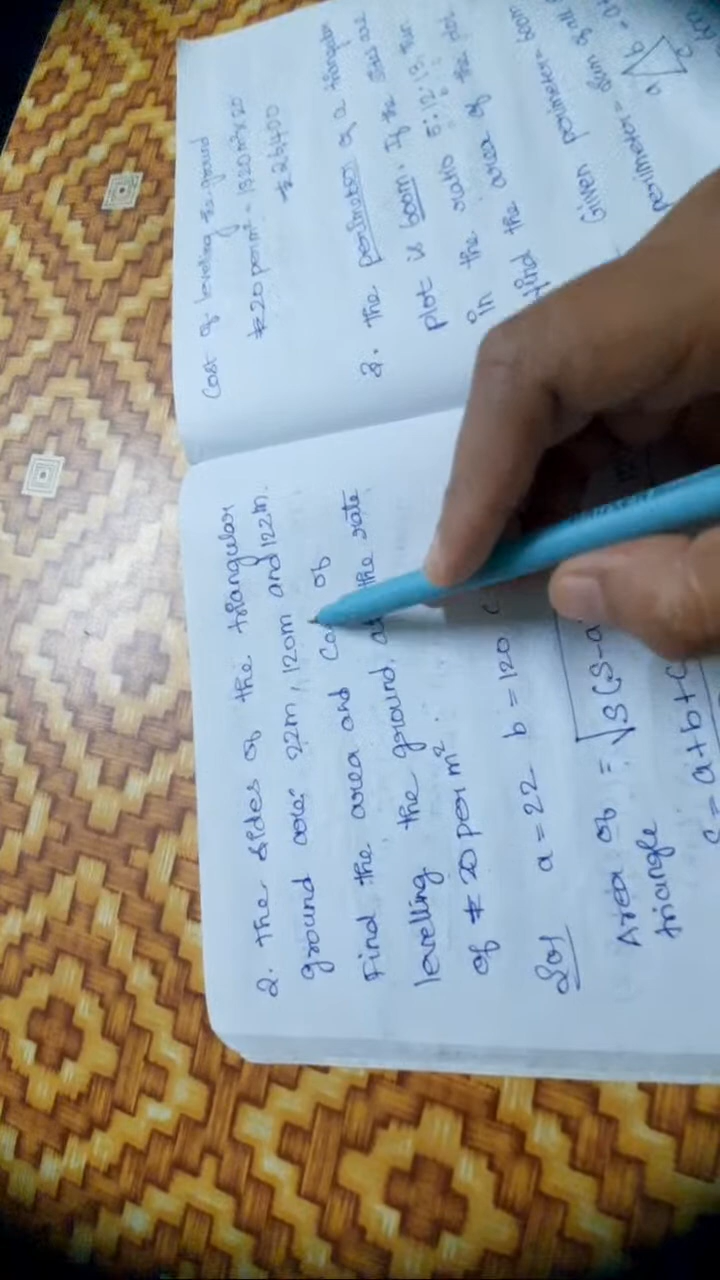 2. The sides of the triangular
ground are: 22m, 120m and 122m.
Find the area and of
levelling the ground, at the rate
of ₹ 20 per m².
Sol a = 22 b = 120 c
Area of = √S(S-a
triangle
S = a+b+c
Cost of leveling the ground
₹20 per m² = 1320 m² × 20
₹26400
3. The perimeter of a triangular
plot is 600m. If the sides are
in the ratio 5:12:13, then
find the area of the plot.
Given perimeter = 600m
perimeter = Sum of all
a b c